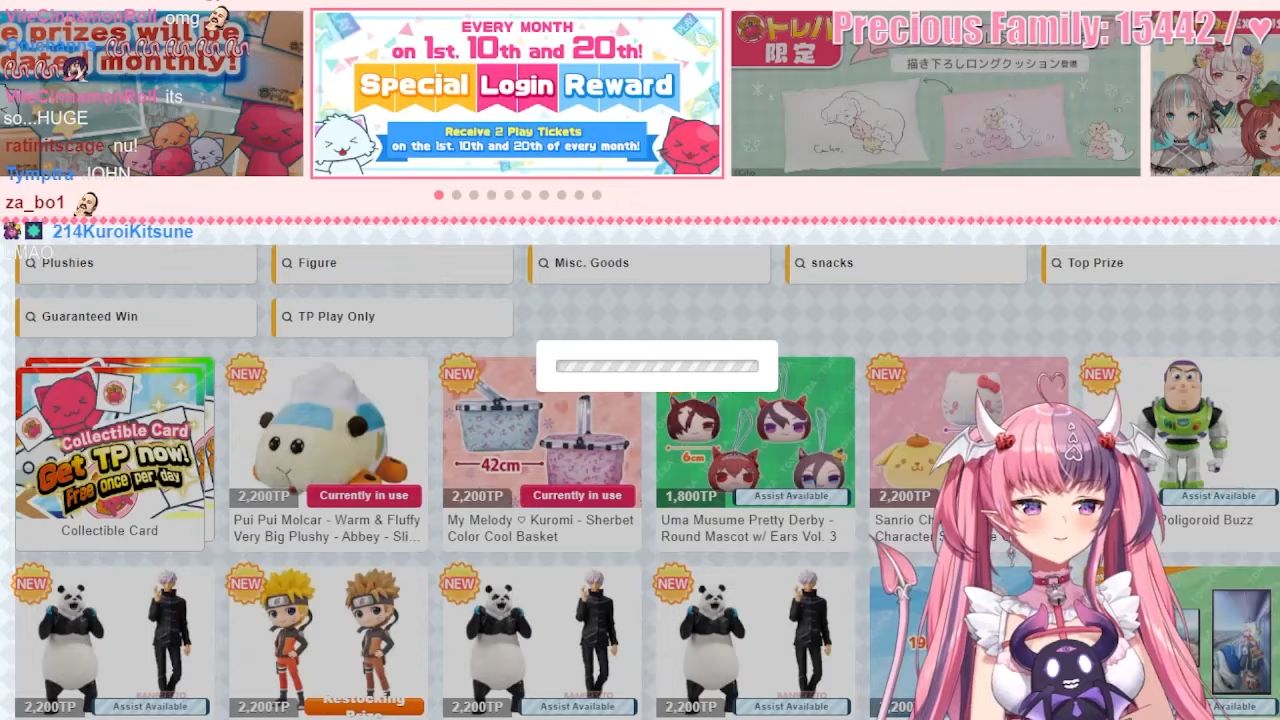 VileCinnamonRoll omg
e prizes will be
monthly!
VileCinnamonRoll its
so...HUGE
ratinitscage nu!
Tymptra JOHN
za_bo1
214KuroiKitsune
LMAO
EVERY MONTH
on 1st. 10th and 20th!
Special Login Reward
Receive 2 Play Tickets
on the 1st. 10th and 20th of every month!
Precious Family: 15442 / ♥
限定
描き下ろしロングクッション登場
Plushies
Figure
Misc. Goods
snacks
Top Prize
Guaranteed Win
TP Play Only
Collectible Card
Get TP now!
Free once per day
Collectible Card
NEW
2,200TP
Currently in use
Pui Pui Molcar - Warm & Fluffy
Very Big Plushy - Abbey - Sli...
NEW
42cm
2,200TP
Currently in use
My Melody ♡ Kuromi - Sherbet
Color Cool Basket
6cm
1,800TP
Assist Available
Uma Musume Pretty Derby -
Round Mascot w/ Ears Vol. 3
NEW
2,200TP
Sanrio Ch
Character S
NEW
Assist Available
Poligoroid Buzz
NEW
2,200TP
Assist Available
NEW
2,200TP
Restocking
Prize
NEW
2,200TP
Assist Available
NEW
2,200TP
Assist Available
19
Available